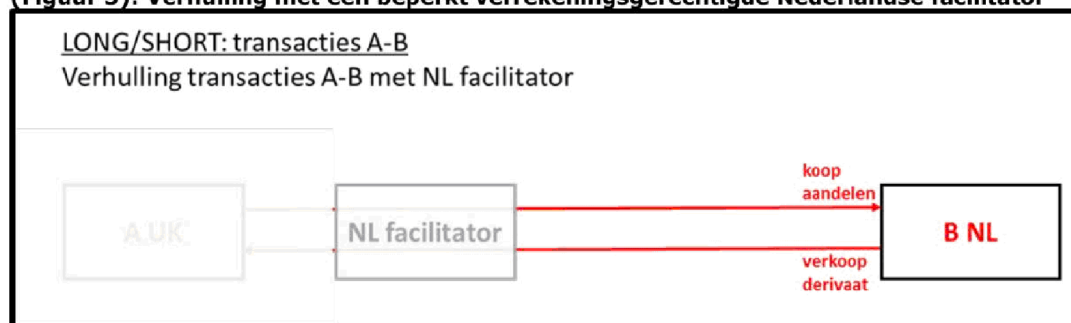 (Figuur 5): Verhulling met een beperkt verrekeningsgerechtigde Nederlandse facilitator
LONG/SHORT: transacties A-B
Verhulling transacties A-B met NL facilitator
koop
aandelen
A UK
NL facilitator
B NL
verkoop
derivaat